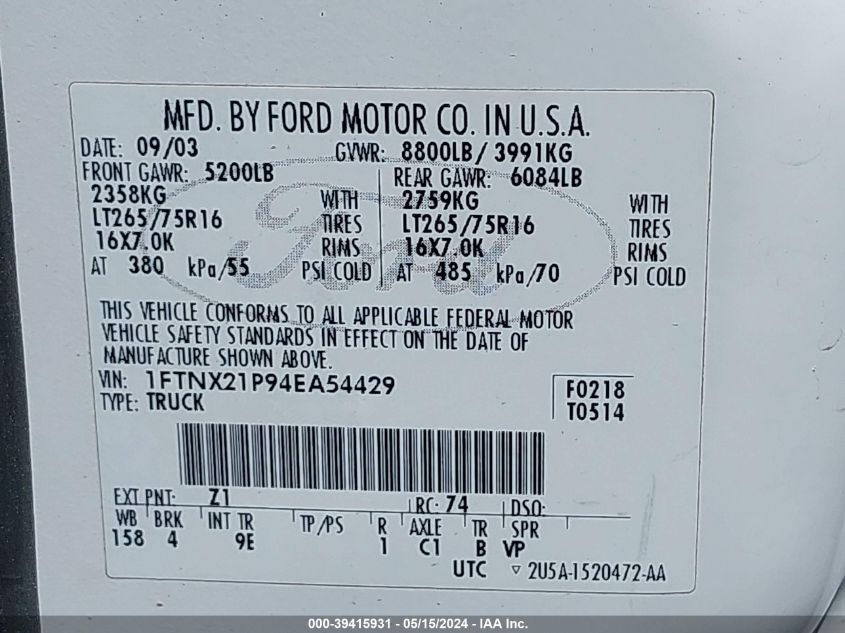 MFD. BY FORD MOTOR CO. IN U.S.A.
DATE: 09/03 GVWR: 8800LB/ 3991KG
FRONT GAWR: 5200LB REAR GAWR: 6084LB
2358KG WITH 2759KG WITH
LT265/75R16 TIRES LT265/75R16 TIRES
16X7.0K RIMS 16X7.0K RIMS
AT 380 kPa/55 PSI COLD AT 485 kPa/70 PSI COLD
Ford
THIS VEHICLE CONFORMS TO ALL APPLICABLE FEDERAL MOTOR
VEHICLE SAFETY STANDARDS IN EFFECT ON THE DATE OF
MANUFACTURE SHOWN ABOVE.
VIN: 1FTNX21P94EA54429 F0218
TYPE: TRUCK T0514
EXT PNT: Z1 RC: 74 DSO:
WB BRK INT TR TP/PS R AXLE TR SPR
158 4 9E 1 C1 B VP
UTC ▽ 2U5A-1520472-AA
000-39415931 - 05/15/2024 - IAA Inc.